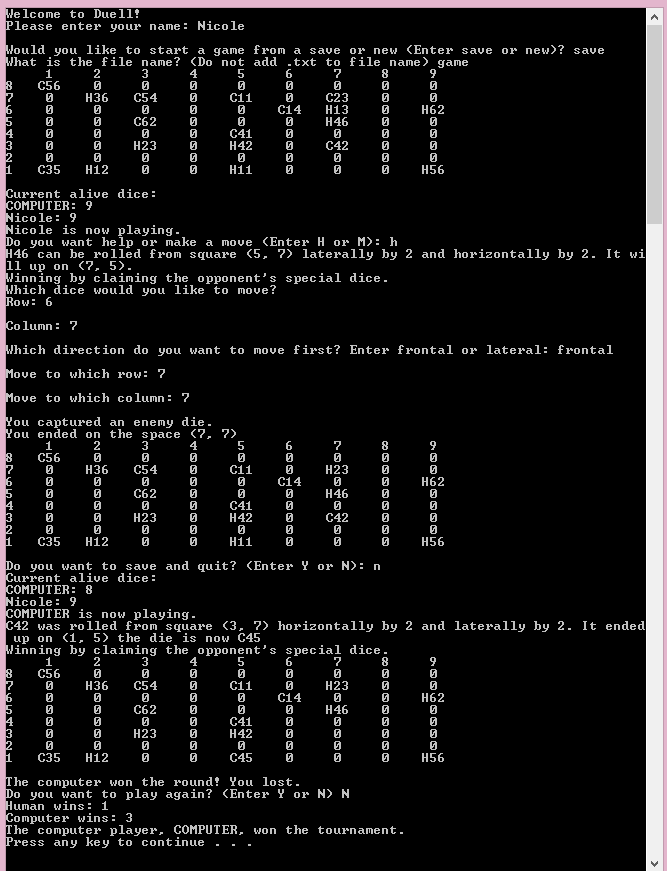 Welcome to Duell!
Please enter your name: Nicole
Would you like to start a game from a save or new (Enter save or new)? save
What is the file name? (Do not add .txt to file name) game
1 2 3 4 5 6 7 8 9
8 C56 0 0 0 0 0 0 0 0
7 0 H36 C54 0 C11 0 C23 0 0
6 0 0 0 0 0 C14 H13 0 H62
5 0 0 C62 0 0 0 H46 0 0
4 0 0 0 0 C41 0 0 0 0
3 0 0 H23 0 H42 0 C42 0 0
2 0 0 0 0 0 0 0 0 0
1 C35 H12 0 0 H11 0 0 0 H56
Current alive dice:
COMPUTER: 9
Nicole: 9
Nicole is now playing.
Do you want help or make a move (Enter H or M): h
H46 can be rolled from square (5, 7) laterally by 2 and horizontally by 2. It wi
ll up on (7, 5).
Winning by claiming the opponent's special dice.
Which dice would you like to move?
Row: 6
Column: 7
Which direction do you want to move first? Enter frontal or lateral: frontal
Move to which row: 7
Move to which column: 7
You captured an enemy die.
You ended on the space (7, 7)
1 2 3 4 5 6 7 8 9
8 C56 0 0 0 0 0 0 0 0
7 0 H36 C54 0 C11 0 H23 0 0
6 0 0 0 0 0 C14 0 0 H62
5 0 0 C62 0 0 0 H46 0 0
4 0 0 0 0 C41 0 0 0 0
3 0 0 H23 0 H42 0 C42 0 0
2 0 0 0 0 0 0 0 0 0
1 C35 H12 0 0 H11 0 0 0 H56
Do you want to save and quit? (Enter Y or N): n
Current alive dice:
COMPUTER: 8
Nicole: 9
COMPUTER is now playing.
C42 was rolled from square (3, 7) horizontally by 2 and laterally by 2. It ended
up on (1, 5) the die is now C45
Winning by claiming the opponent's special dice.
1 2 3 4 5 6 7 8 9
8 C56 0 0 0 0 0 0 0 0
7 0 H36 C54 0 C11 0 H23 0 0
6 0 0 0 0 0 C14 0 0 H62
5 0 0 C62 0 0 0 H46 0 0
4 0 0 0 0 C41 0 0 0 0
3 0 0 H23 0 H42 0 0 0 0
2 0 0 0 0 0 0 0 0 0
1 C35 H12 0 0 C45 0 0 0 H56
The computer won the round! You lost.
Do you want to play again? (Enter Y or N) N
Human wins: 1
Computer wins: 3
The computer player, COMPUTER, won the tournament.
Press any key to continue . . .